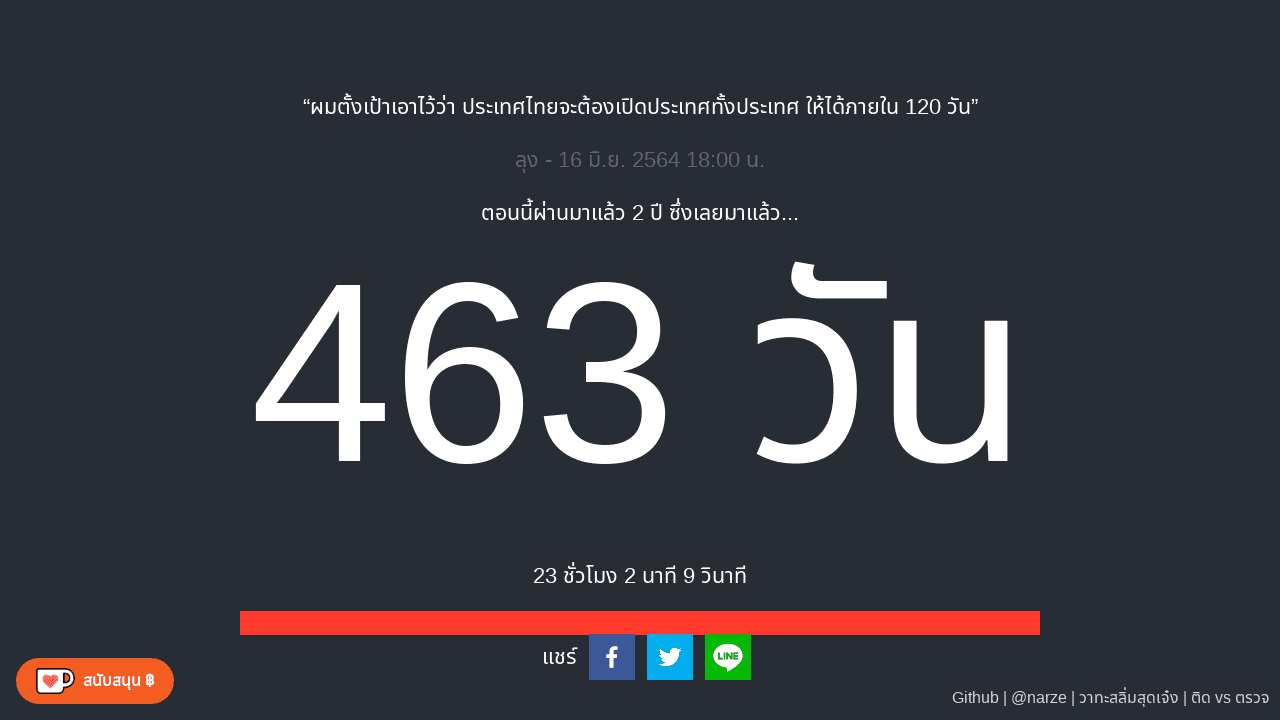 “ผมตั้งเป้าเอาไว้ว่า ประเทศไทยจะต้องเปิดประเทศทั้งประเทศ ให้ได้ภายใน 120 วัน”
ลุง - 16 มิ.ย. 2564 18:00 น.
ตอนนี้ผ่านมาแล้ว 2 ปี ซึ่งเลยมาแล้ว...
463 วัน
23 ชั่วโมง 2 นาที 9 วินาที
แชร์
LINE
สนับสนุน ฿
Github | @narze | วาทะสลิ่มสุดเจ๋ง | ติด vs ตรวจ